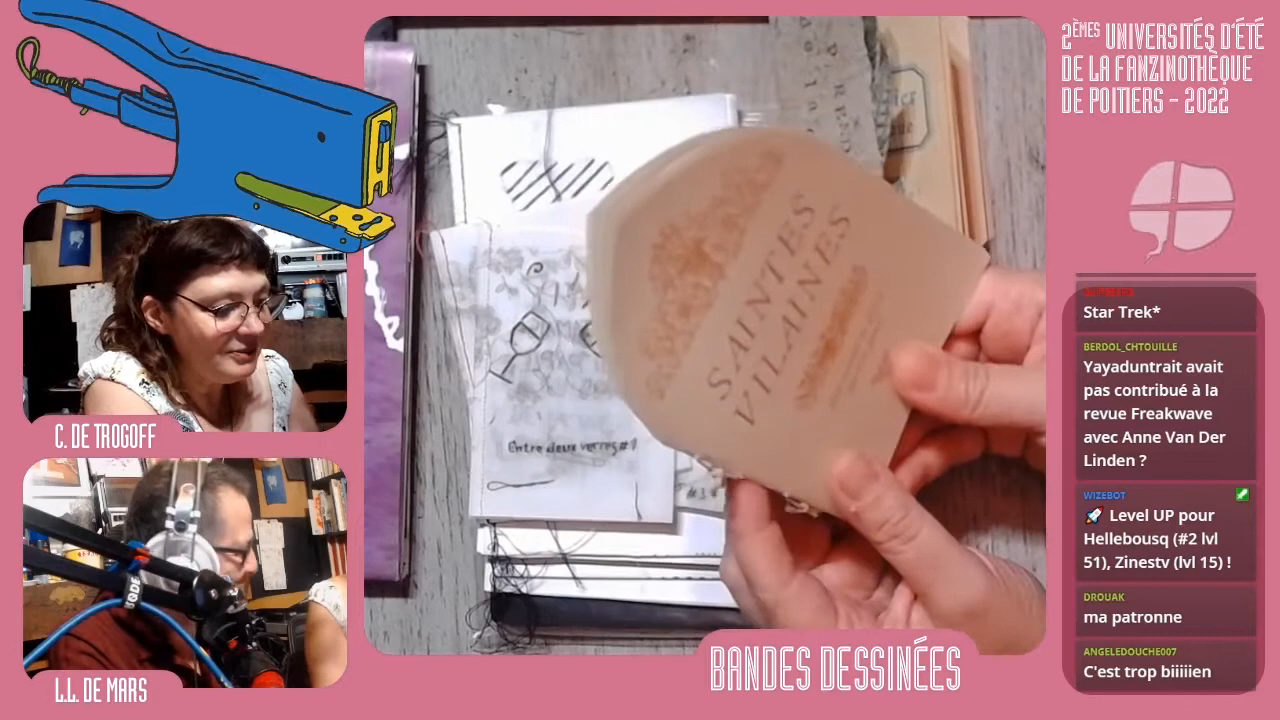 2ÈMES UNIVERSITÉS D'ÉTÉ
DE LA FANZINOTHÈQUE
DE POITIERS - 2022
SAINTES
VILAINES
Entre deux verres #1
C. DE TROGOFF
L.L. DE MARS
BANDES DESSINÉES
Star Trek*
BERDOL_CHTOUILLE
Yayaduntrait avait
pas contribué à la
revue Freakwave
avec Anne Van Der
Linden ?
WIZEBOT
🚀 Level UP pour
Hellebousq (#2 lvl
51), Zinestv (lvl 15) !
DROUAK
ma patronne
ANGELEDOUCHE007
C'est trop biiiiien